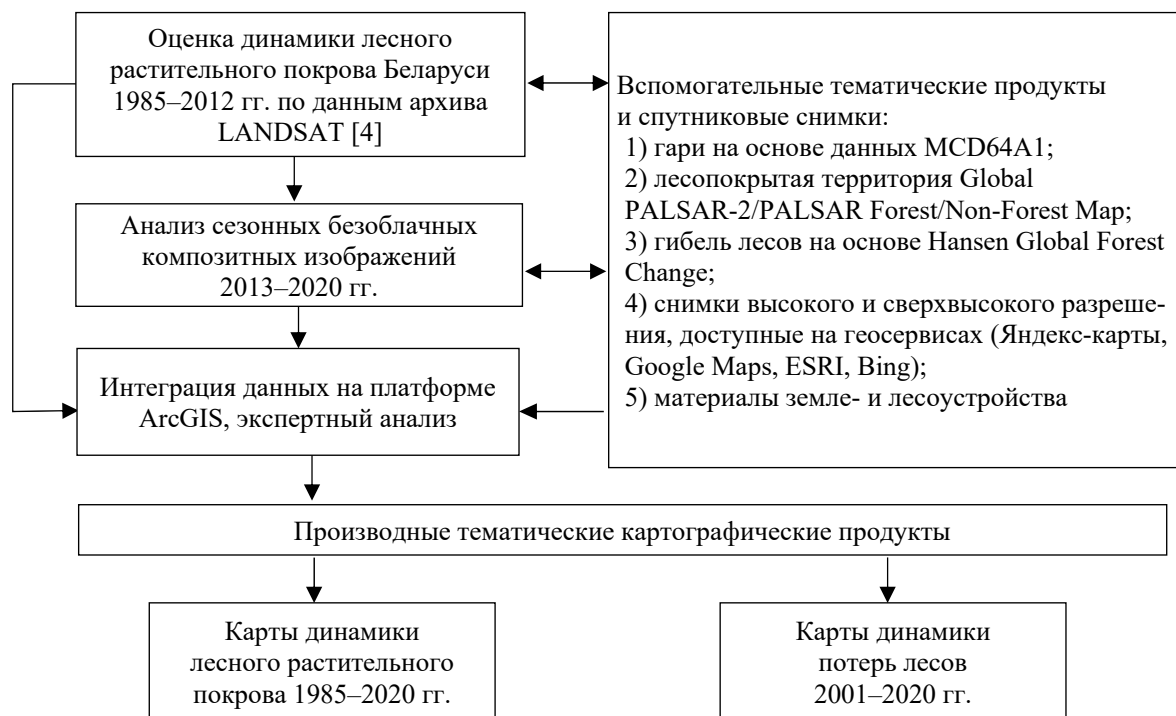 Оценка динамики лесного
растительного покрова Беларуси
1985–2012 гг. по данным архива
LANDSAT [4]
Анализ сезонных безоблачных
композитных изображений
2013–2020 гг.
Интеграция данных на платформе
ArcGIS, экспертный анализ
Вспомогательные тематические продукты
и спутниковые снимки:
1) гари на основе данных MCD64A1;
2) лесопокрытая территория Global
PALSAR-2/PALSAR Forest/Non-Forest Map;
3) гибель лесов на основе Hansen Global Forest
Change;
4) снимки высокого и сверхвысокого разреше-
ния, доступные на геосервисах (Яндекс-карты,
Google Maps, ESRI, Bing);
5) материалы земле- и лесоустройства
Производные тематические картографические продукты
Карты динамики
лесного растительного
покрова 1985–2020 гг.
Карты динамики
потерь лесов
2001–2020 гг.